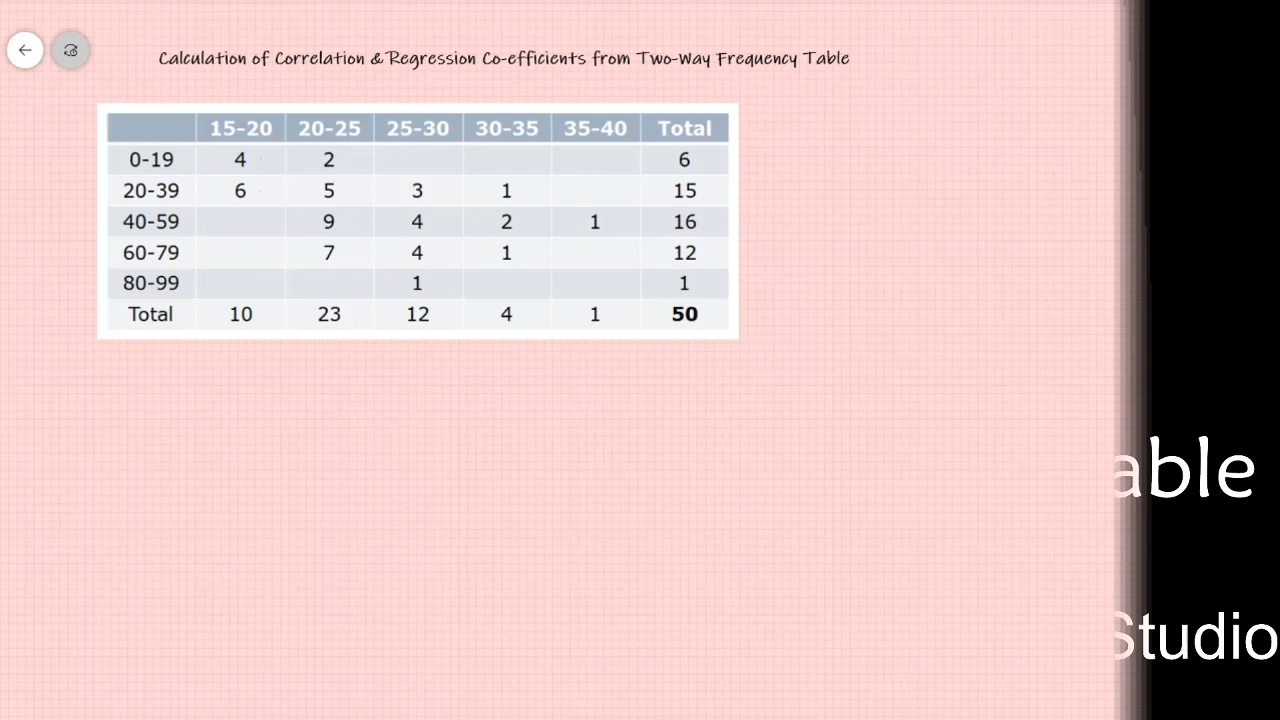 Calculation of Correlation & Regression Co-efficients from Two-Way Frequency Table
15-20 20-25 25-30 30-35 35-40 Total
0-19 4 2 6
20-39 6 5 3 1 15
40-59 9 4 2 1 16
60-79 7 4 1 12
80-99 1 1
Total 10 23 12 4 1 50
able
Studio